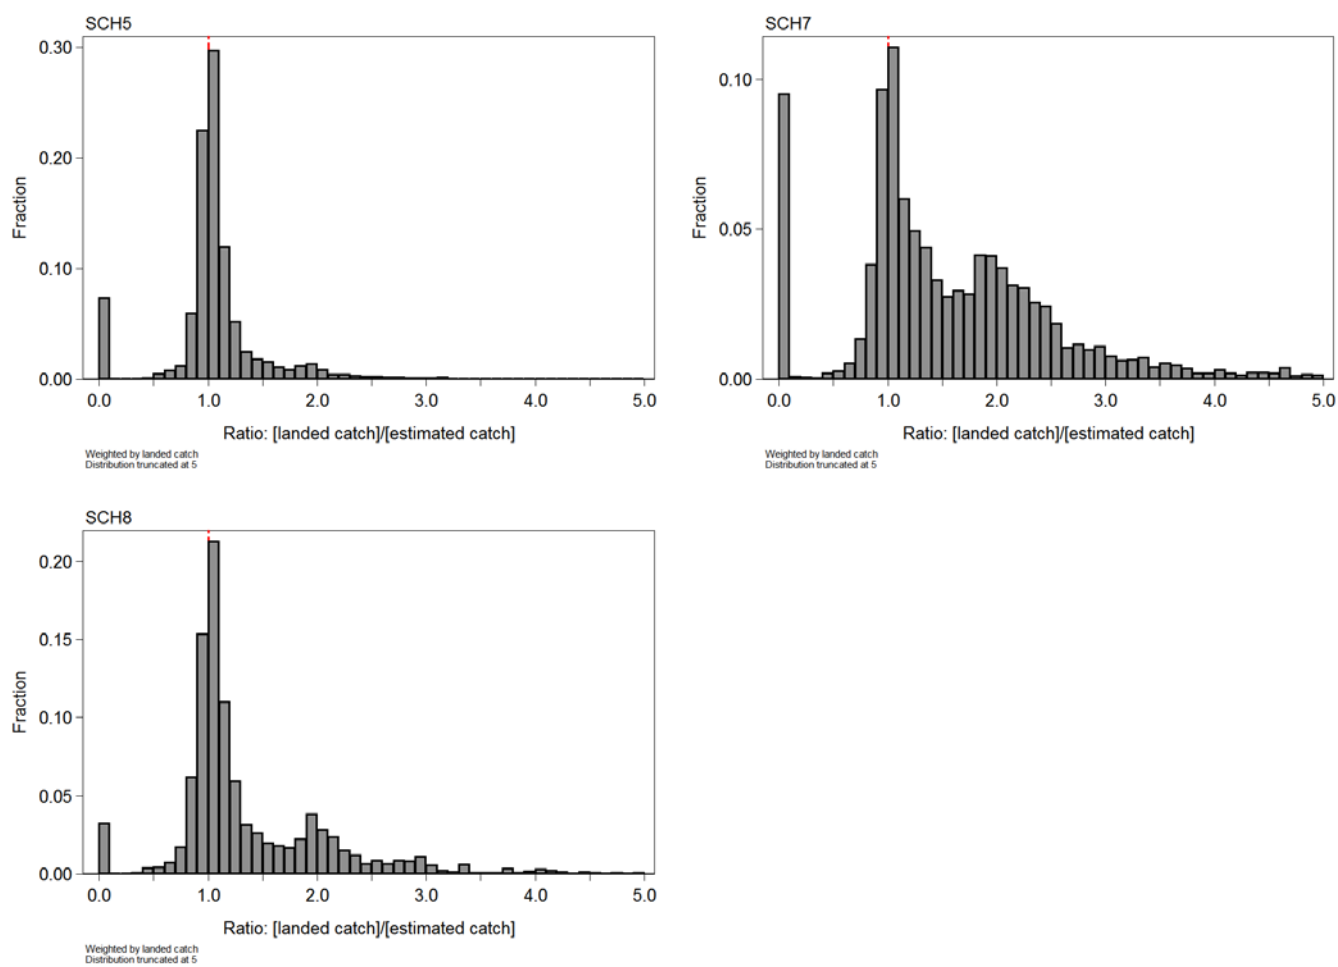 SCH5
0.30
0.20
0.10
0.00
Fraction
0.0 1.0 2.0 3.0 4.0 5.0
Ratio: [landed catch]/[estimated catch]
Weighted by landed catch
Distribution truncated at 5
SCH7
0.10
0.05
0.00
Fraction
0.0 1.0 2.0 3.0 4.0 5.0
Ratio: [landed catch]/[estimated catch]
Weighted by landed catch
Distribution truncated at 5
SCH8
0.20
0.15
0.10
0.05
0.00
Fraction
0.0 1.0 2.0 3.0 4.0 5.0
Ratio: [landed catch]/[estimated catch]
Weighted by landed catch
Distribution truncated at 5